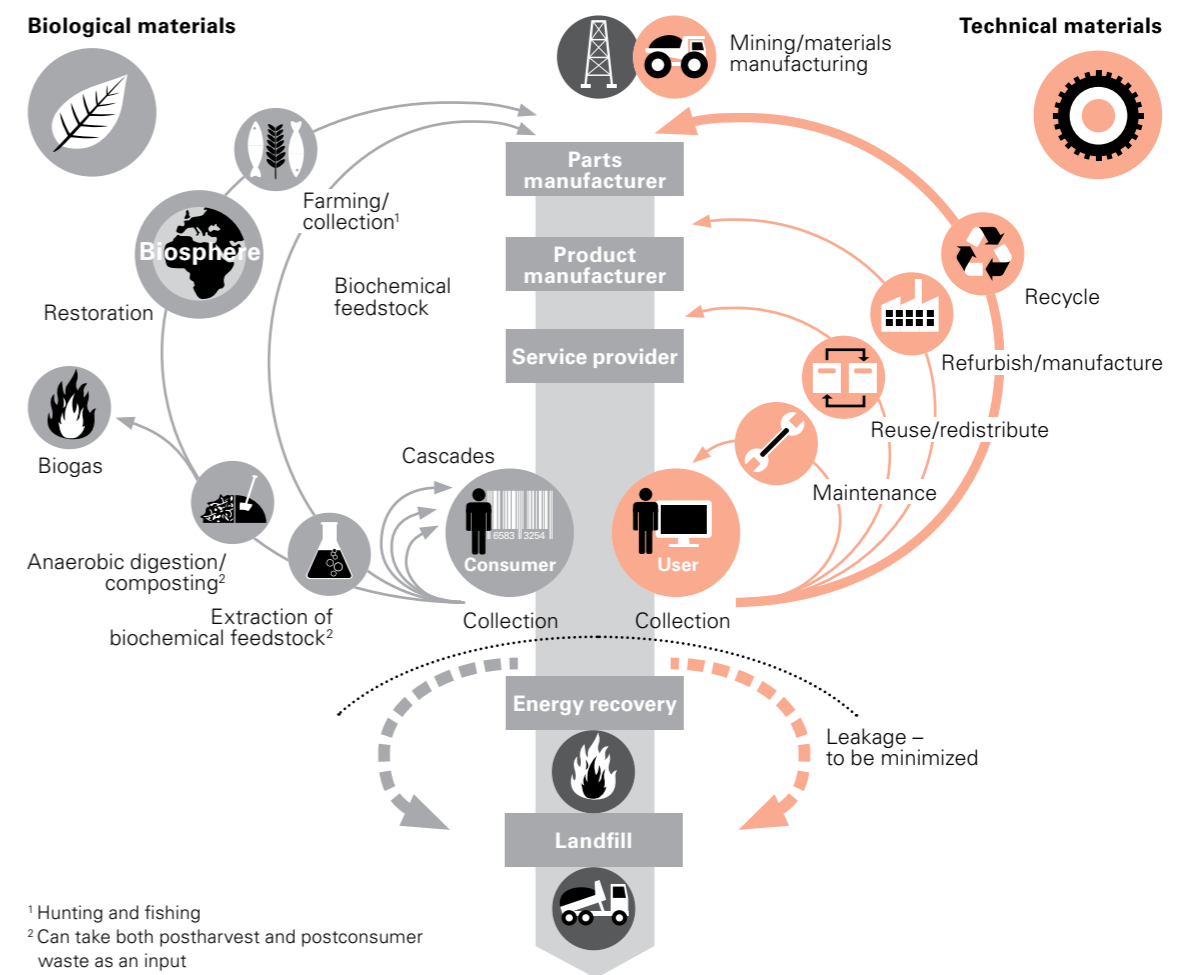 Biological materials
Technical materials
Mining/materials
manufacturing
Parts
manufacturer
Farming/
collection¹
Biosphere
Product
manufacturer
Biochemical
feedstock
Recycle
Restoration
Service provider
Refurbish/manufacture
Reuse/redistribute
Biogas
Cascades
Maintenance
6583 3254
Consumer
User
Anaerobic digestion/
composting²
Extraction of
biochemical feedstock²
Collection
Collection
Energy recovery
Leakage –
to be minimized
Landfill
¹ Hunting and fishing
² Can take both postharvest and postconsumer
waste as an input